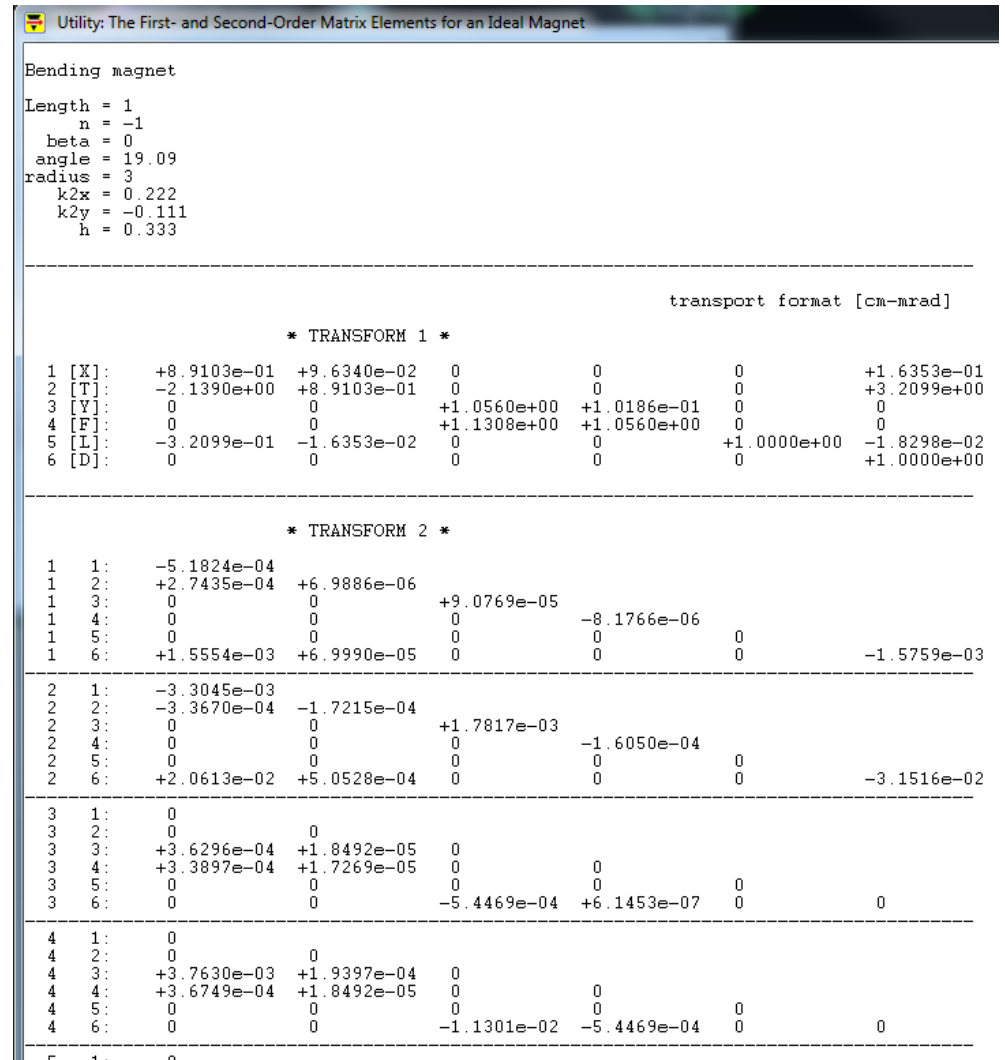 Utility: The First- and Second-Order Matrix Elements for an Ideal Magnet
Bending magnet
Length = 1
n = -1
beta = 0
angle = 19.09
radius = 3
k2x = 0.222
k2y = -0.111
h = 0.333
transport format [cm-mrad]
* TRANSFORM 1 *
1 [X]: +8.9103e-01 +9.6340e-02 0 0 0 +1.6353e-01
2 [T]: -2.1390e+00 +8.9103e-01 0 0 0 +3.2099e+00
3 [Y]: 0 0 +1.0560e+00 +1.0186e-01 0 0
4 [F]: 0 0 +1.1308e+00 +1.0560e+00 0 0
5 [L]: -3.2099e-01 -1.6353e-02 0 0 +1.0000e+00 -1.8298e-02
6 [D]: 0 0 0 0 0 +1.0000e+00
* TRANSFORM 2 *
1 1: -5.1824e-04
1 2: +2.7435e-04 +6.9886e-06
1 3: 0 0 +9.0769e-05
1 4: 0 0 0 -8.1766e-06
1 5: 0 0 0 0 0
1 6: +1.5554e-03 +6.9990e-05 0 0 0 -1.5759e-03
2 1: -3.3045e-03
2 2: -3.3670e-04 -1.7215e-04
2 3: 0 0 +1.7817e-03
2 4: 0 0 0 -1.6050e-04
2 5: 0 0 0 0 0
2 6: +2.0613e-02 +5.0528e-04 0 0 0 -3.1516e-02
3 1: 0
3 2: 0 0
3 3: +3.6296e-04 +1.8492e-05 0
3 4: +3.3897e-04 +1.7269e-05 0 0
3 5: 0 0 0 0 0
3 6: 0 0 -5.4469e-04 +6.1453e-07 0 0
4 1: 0
4 2: 0 0
4 3: +3.7630e-03 +1.9397e-04 0
4 4: +3.6749e-04 +1.8492e-05 0 0
4 5: 0 0 0 0 0
4 6: 0 0 -1.1301e-02 -5.4469e-04 0 0